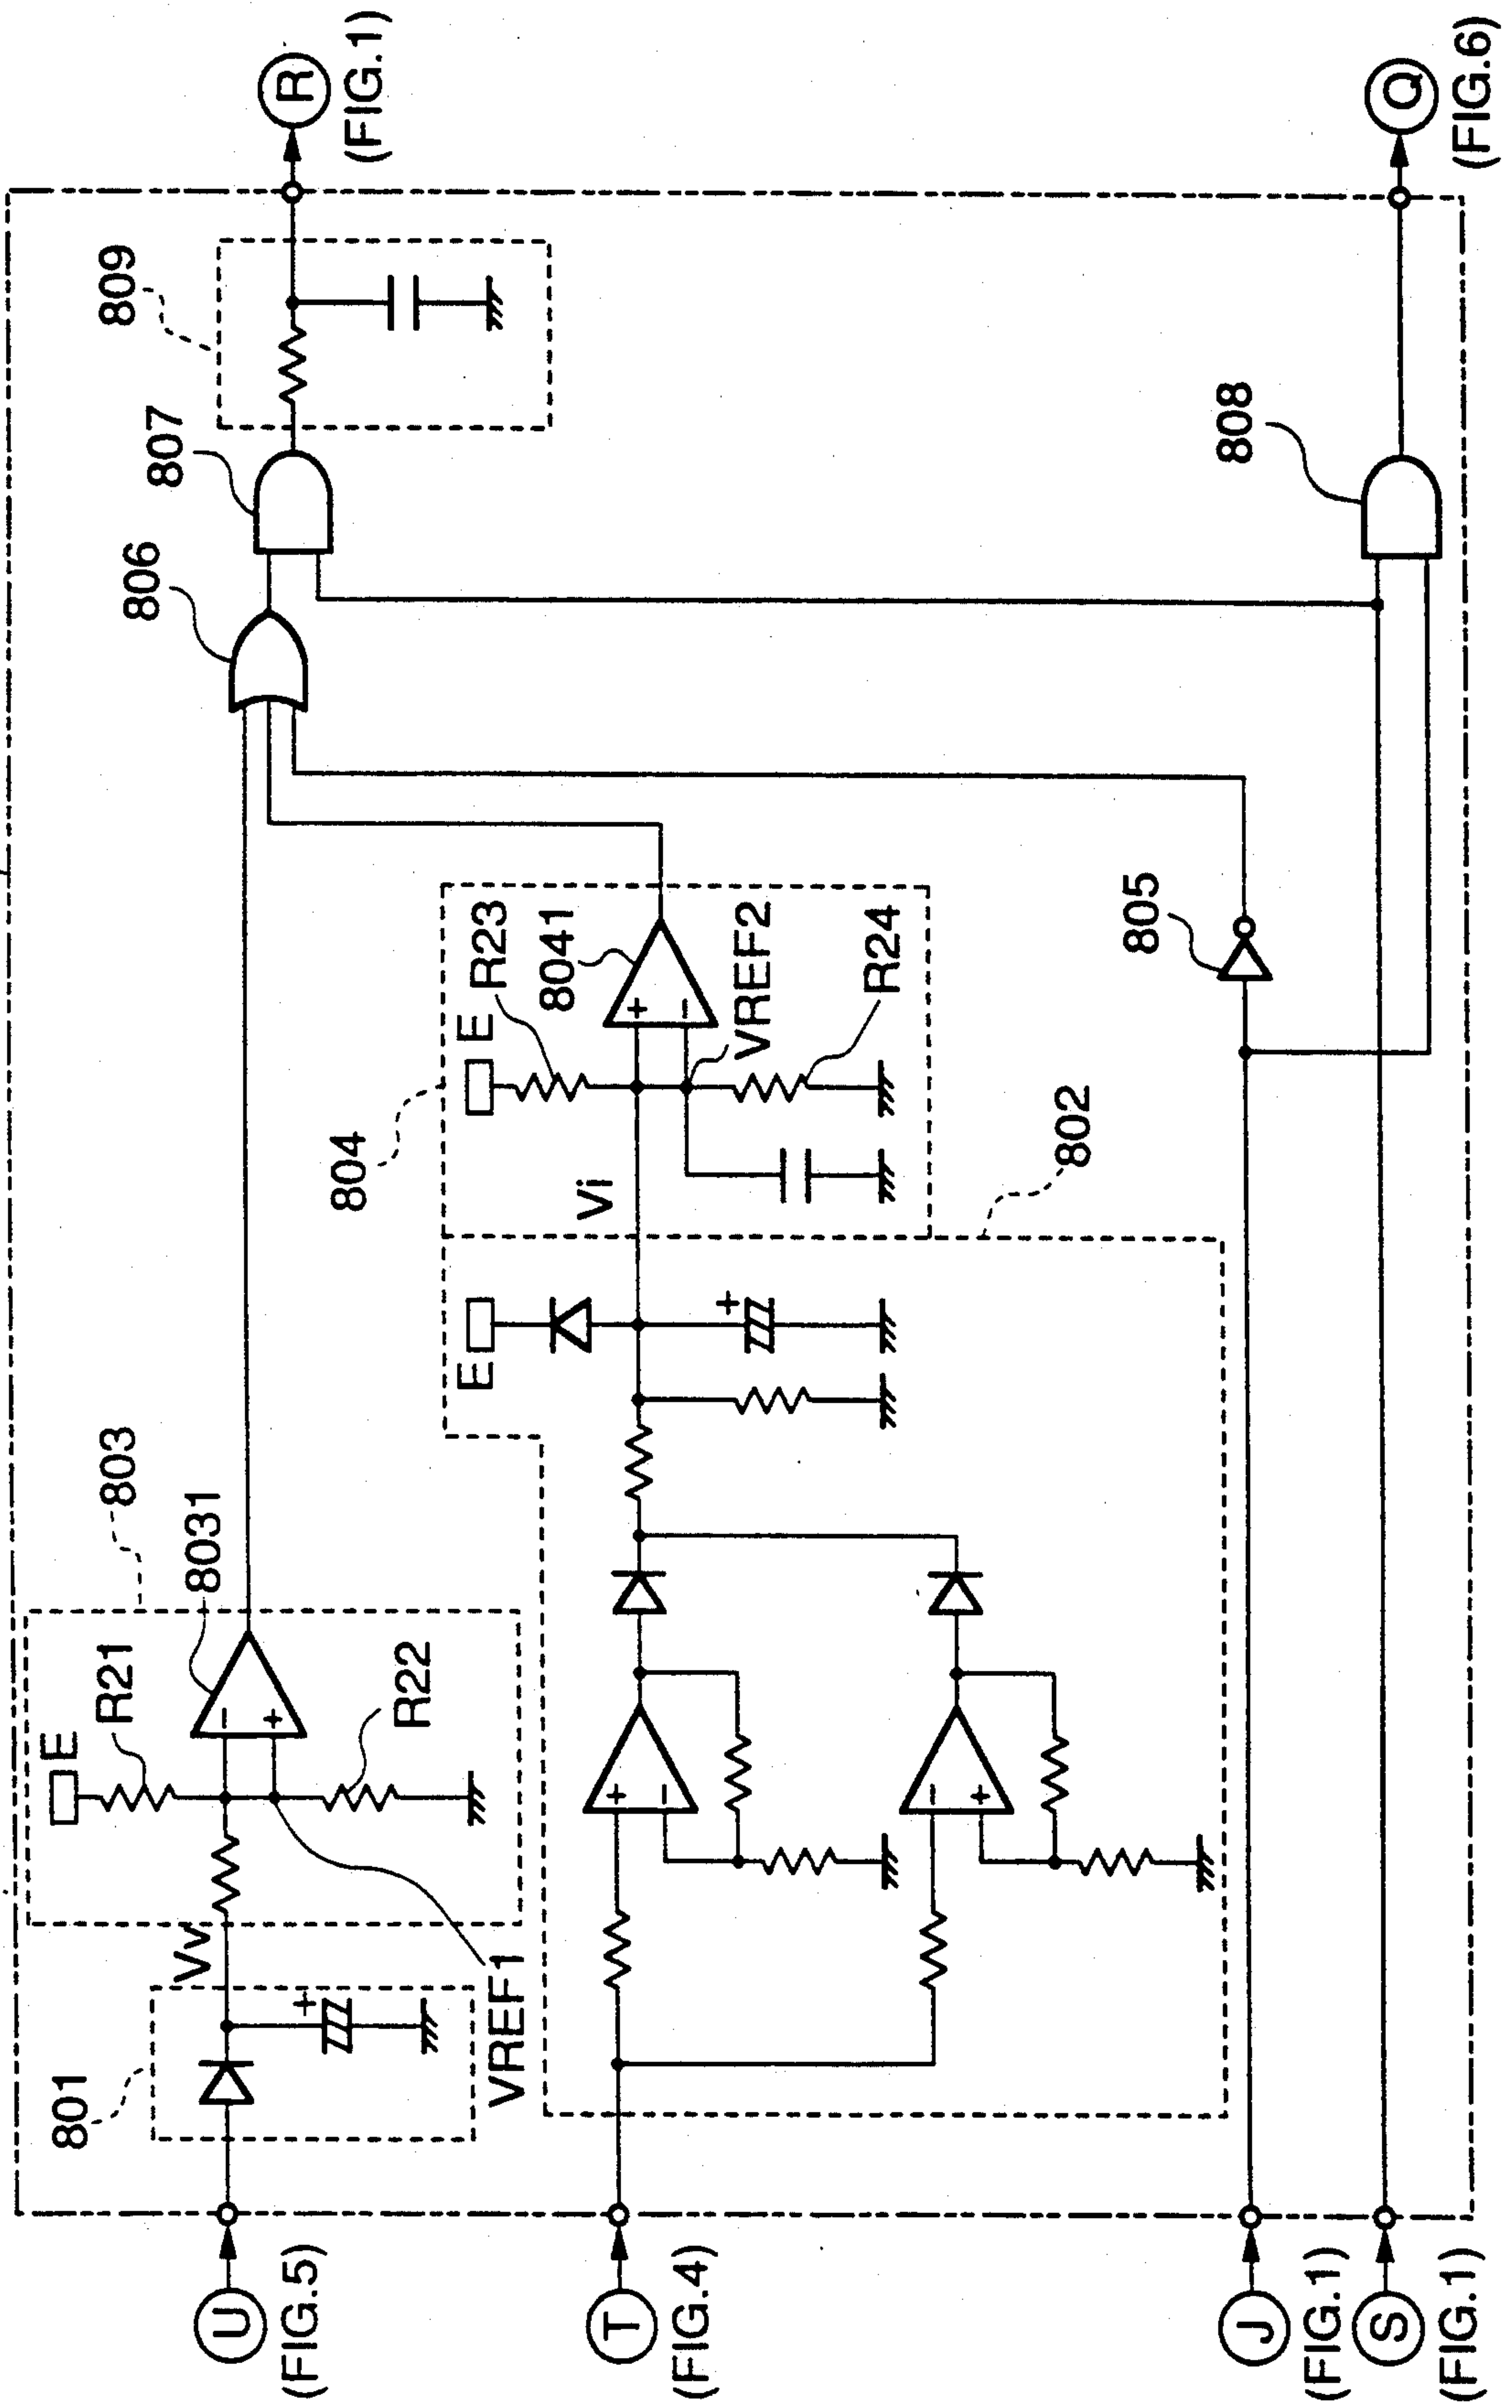 R
(FIG.1)
809
807
806
U
(FIG.5)
801
Vv
803
E
R21
8031
R22
VREF1
+
−
+
T
(FIG.4)
802
+
−
−
+
E
+
Vi
804
E
R23
8041
+
−
VREF2
R24
805
J
(FIG.1)
S
(FIG.1)
808
Q
(FIG.6)